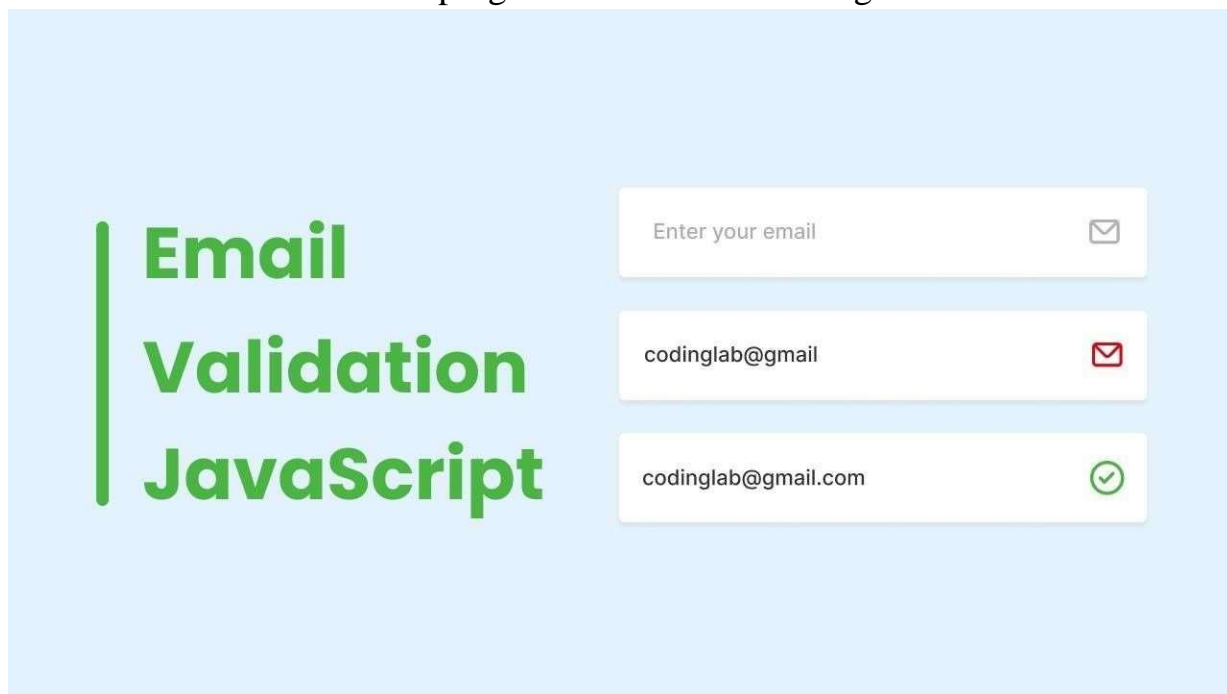 Email
Validation
JavaScript
Enter your email
codinglab@gmail
codinglab@gmail.com